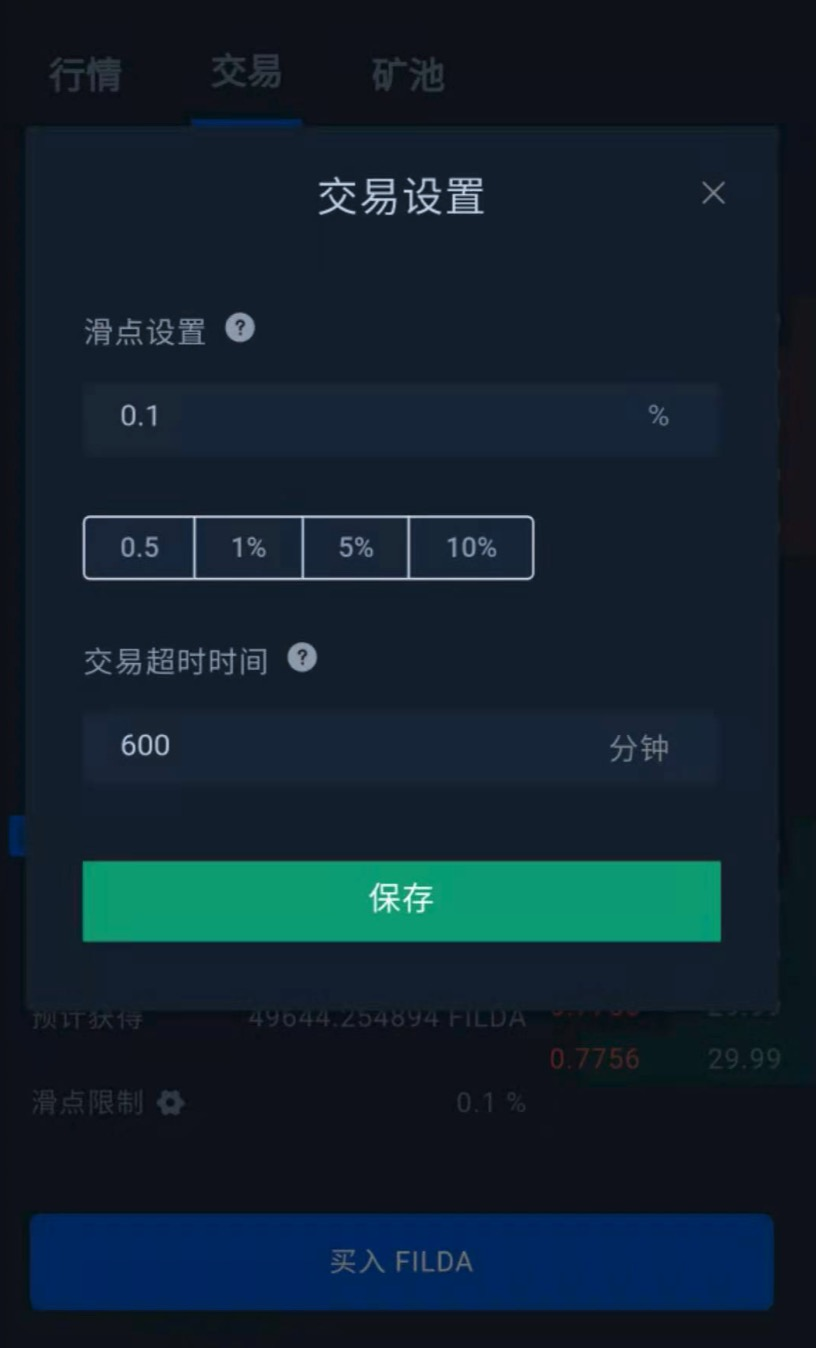 行情 交易 矿池
交易设置
滑点设置 ?
0.1 %
0.5 1% 5% 10%
交易超时时间 ?
600 分钟
保存
预计获得 49644.254894 FILDA 29.99
0.7756 29.99
滑点限制 0.1 %
买入 FILDA